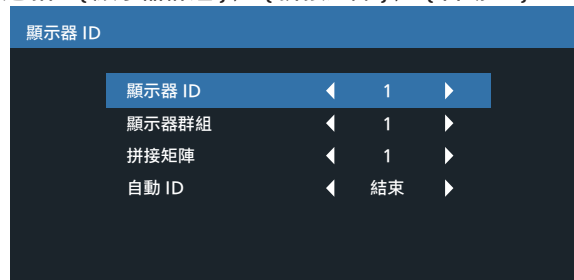 顯示器 ID
顯示器 ID 1
顯示器群組 1
拼接矩陣 1
自動 ID 結束